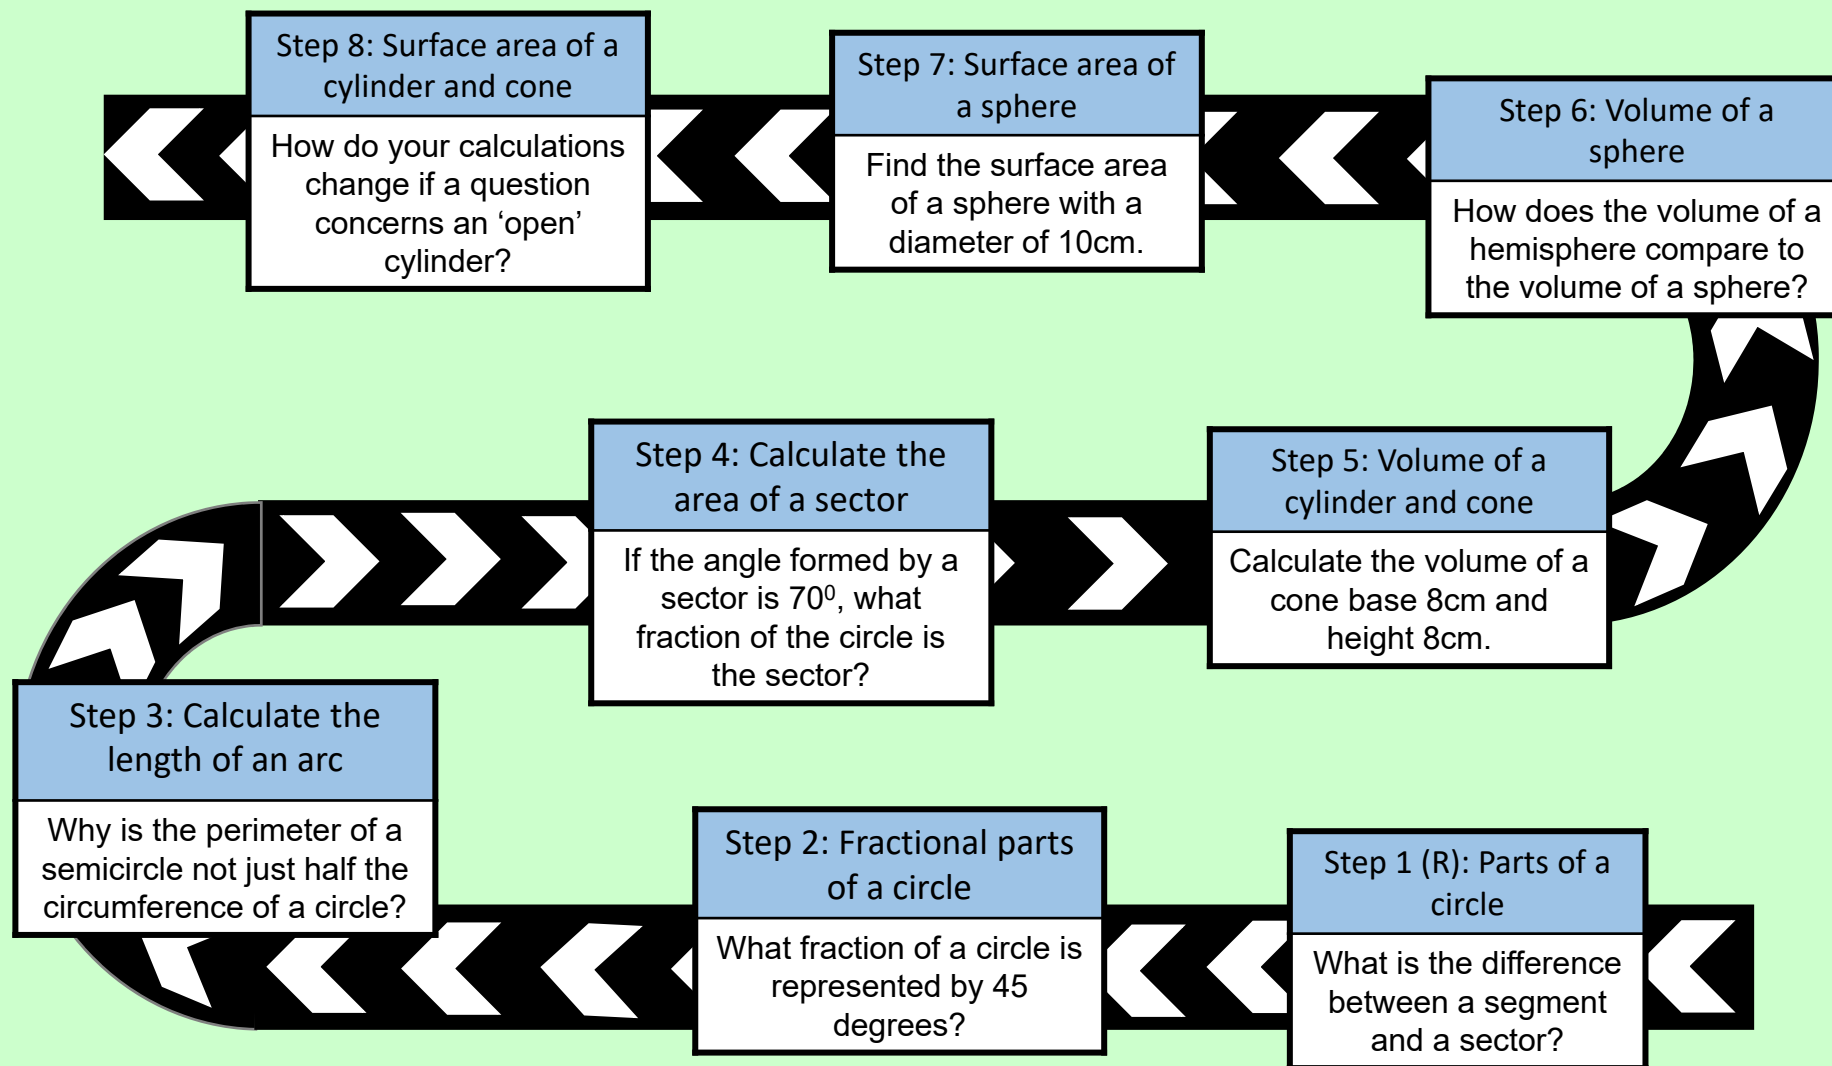 Step 8: Surface area of a
cylinder and cone
How do your calculations
change if a question
concerns an ‘open’
cylinder?
Step 7: Surface area of
a sphere
Find the surface area
of a sphere with a
diameter of 10cm.
Step 6: Volume of a
sphere
How does the volume of a
hemisphere compare to
the volume of a sphere?
Step 4: Calculate the
area of a sector
If the angle formed by a
sector is 70⁰, what
fraction of the circle is
the sector?
Step 5: Volume of a
cylinder and cone
Calculate the volume of a
cone base 8cm and
height 8cm.
Step 3: Calculate the
length of an arc
Why is the perimeter of a
semicircle not just half the
circumference of a circle?
Step 2: Fractional parts
of a circle
What fraction of a circle is
represented by 45
degrees?
Step 1 (R): Parts of a
circle
What is the difference
between a segment
and a sector?